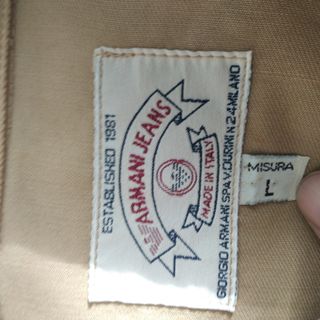 ESTABLISHED 1981
ARMANI JEANS
MADE IN ITALY
GIORGIO ARMANI SPA V.DURINI N.24 MILANO
MISURA
L